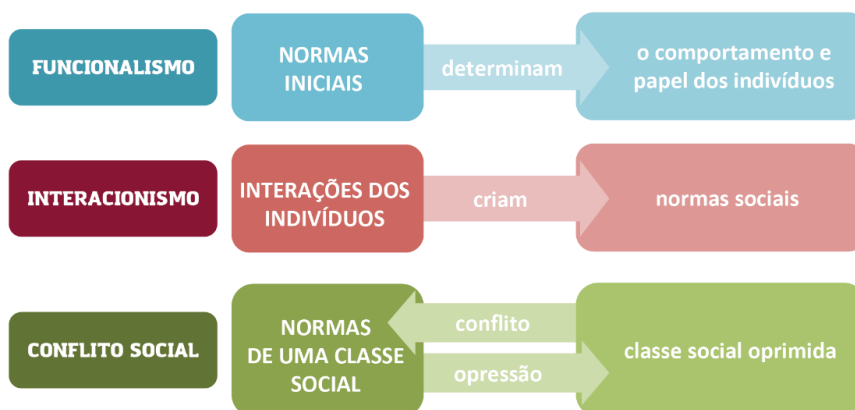 FUNCIONALISMO
NORMAS
INICIAIS
determinam
o comportamento e
papel dos indivíduos
INTERACIONISMO
INTERAÇÕES DOS
INDIVÍDUOS
criam
normas sociais
CONFLITO SOCIAL
NORMAS
DE UMA CLASSE
SOCIAL
conflito
opressão
classe social oprimida